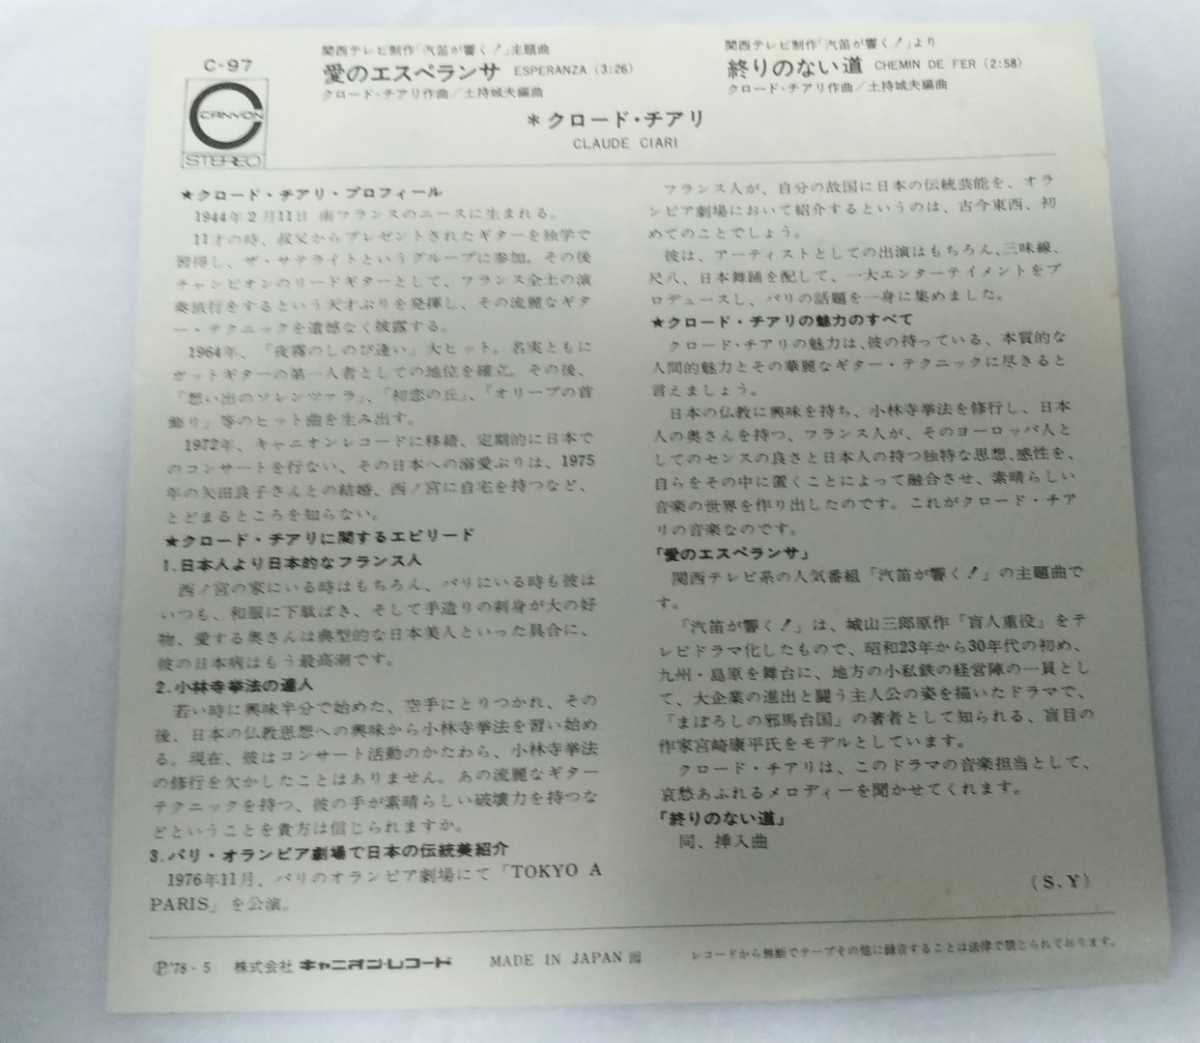 C-97
CANYON
STEREO
関西テレビ制作「汽笛が響く!」主題曲
愛のエスペランサ ESPERANZA (3:26)
クロード・チアリ作曲/土持城夫編曲
関西テレビ制作「汽笛が響く!」より
終りのない道 CHEMIN DE FER (2:58)
クロード・チアリ作曲/土持城夫編曲
*クロード・チアリ
CLAUDE CIARI
★クロード・チアリ・プロフィール
1944年2月11日 南フランスのニースに生まれる。
11才の時、叔父からプレゼントされたギターを独学で
習得し、ザ・サテライトというグループに参加。その後
チャンピオンのリードギターとして、フランス全土の演
奏旅行をするという天才ぶりを発揮し、その流麗なギタ
ー・テクニックを遺憾なく披露する。
1964年、「夜霧のしのび逢い」大ヒット。名実ともに
ガットギターの第一人者としての地位を確立。その後、
「想い出のソレンツァラ」、「初恋の丘」、「オリーブの首
飾り」等のヒット曲を生み出す。
1972年、キャニオンレコードに移籍、定期的に日本で
のコンサートを行ない、その日本への溺愛ぶりは、1975
年の矢田良子さんとの結婚、西ノ宮に自宅を持つなど、
とどまるところを知らない。
★クロード・チアリに関するエピソード
1.日本人より日本的なフランス人
西ノ宮の家にいる時はもちろん、パリにいる時も彼は
いつも、和服に下駄ばき、そして手造りの刺身が大の好
物、愛する奥さんは典型的な日本美人といった具合に、
彼の日本病はもう最高潮です。
2.小林寺拳法の達人
若い時に興味半分で始めた、空手にとりつかれ、その
後、日本の仏教思想への興味から小林寺拳法を習い始め
る。現在、彼はコンサート活動のかたわら、小林寺拳法
の修行を欠かしたことはありません。あの流麗なギター
テクニックを持つ、彼の手が素晴らしい破壊力を持つな
どということを貴方は信じられますか。
3.パリ・オランピア劇場で日本の伝統美紹介
1976年11月、パリのオランピア劇場にて「TOKYO A
PARIS」を公演。
フランス人が、自分の故国に日本の伝統芸能を、オラ
ンピア劇場において紹介するというのは、古今東西、初
めてのことでしょう。
彼は、アーティストとしての出演はもちろん、三味線、
尺八、日本舞踊を配して、一大エンターテイメントをプ
ロデュースし、パリの話題を一身に集めました。
★クロード・チアリの魅力のすべて
クロード・チアリの魅力は、彼の持っている、本質的な
人間的魅力とその華麗なギター・テクニックに尽きると
言えましょう。
日本の仏教に興味を持ち、小林寺拳法を修行し、日本
人の奥さんを持つ、フランス人が、そのヨーロッパ人と
してのセンスの良さと日本人の持つ独特な思想、感性を、
自らをその中に置くことによって融合させ、素晴らしい
音楽の世界を作り出したのです。これがクロード・チア
リの音楽なのです。
「愛のエスペランサ」
関西テレビ系の人気番組「汽笛が響く!」の主題曲で
す。
「汽笛が響く!」は、城山三郎原作「盲人重役」をテ
レビドラマ化したもので、昭和23年から30年代の初め、
九州・島原を舞台に、地方の小私鉄の経営陣の一員とし
て、大企業の進出と闘う主人公の姿を描いたドラマで、
「まぼろしの邪馬台国」の著者として知られる、盲目の
作家宮崎康平氏をモデルとしています。
クロード・チアリは、このドラマの音楽担当として、
哀愁あふれるメロディーを聞かせてくれます。
「終りのない道」
同、挿入曲
(S.Y)
Ⓟ'78・5 株式会社 キャニオン・レコード MADE IN JAPAN レコードから無断でテープその他に録音することは法律で禁じられております。